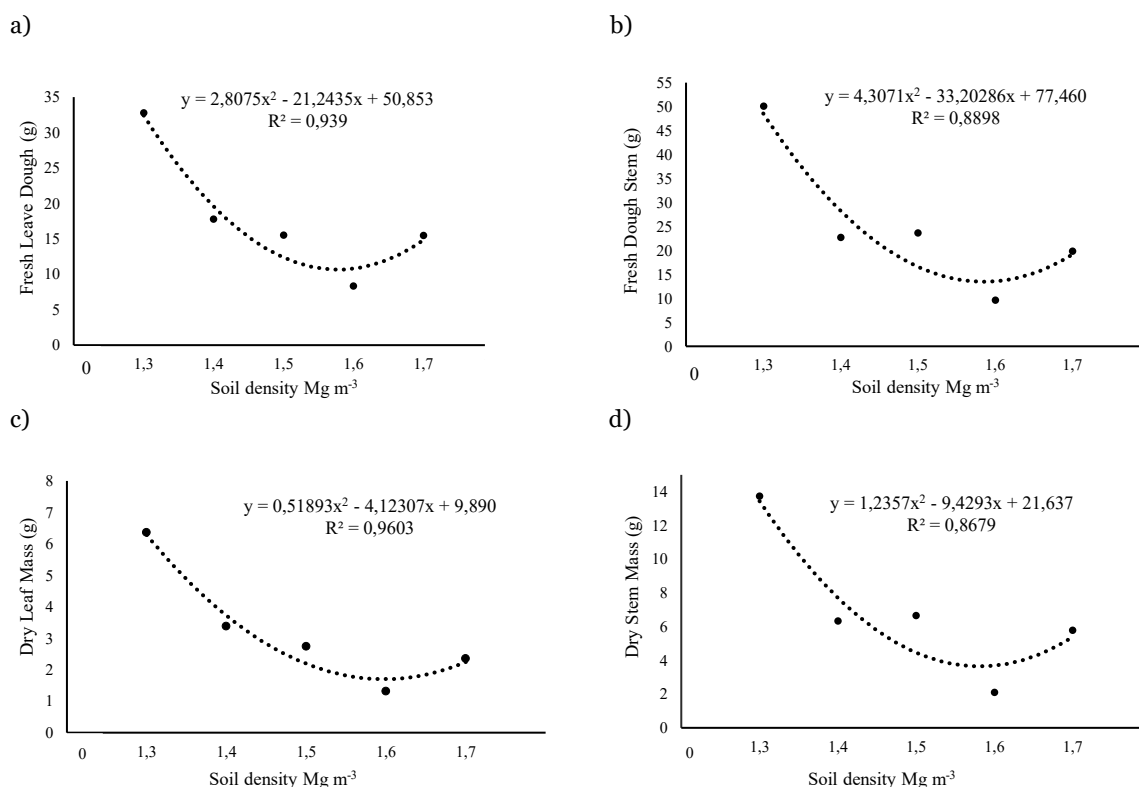 a)
y = 2,8075x² - 21,2435x + 50,853
R² = 0,939
Fresh Leave Dough (g)
35
30
25
20
15
10
5
0
0 1,3 1,4 1,5 1,6 1,7
Soil density Mg m⁻³
b)
y = 4,3071x² - 33,20286x + 77,460
R² = 0,8898
Fresh Dough Stem (g)
55
50
45
40
35
30
25
20
15
10
5
0
0 1,3 1,4 1,5 1,6 1,7
Soil density Mg m⁻³
c)
y = 0,51893x² - 4,12307x + 9,890
R² = 0,9603
Dry Leaf Mass (g)
8
7
6
5
4
3
2
1
0
0 1,3 1,4 1,5 1,6 1,7
Soil density Mg m⁻³
d)
y = 1,2357x² - 9,4293x + 21,637
R² = 0,8679
Dry Stem Mass (g)
14
12
10
8
6
4
2
0
0 1,3 1,4 1,5 1,6 1,7
Soil density Mg m⁻³